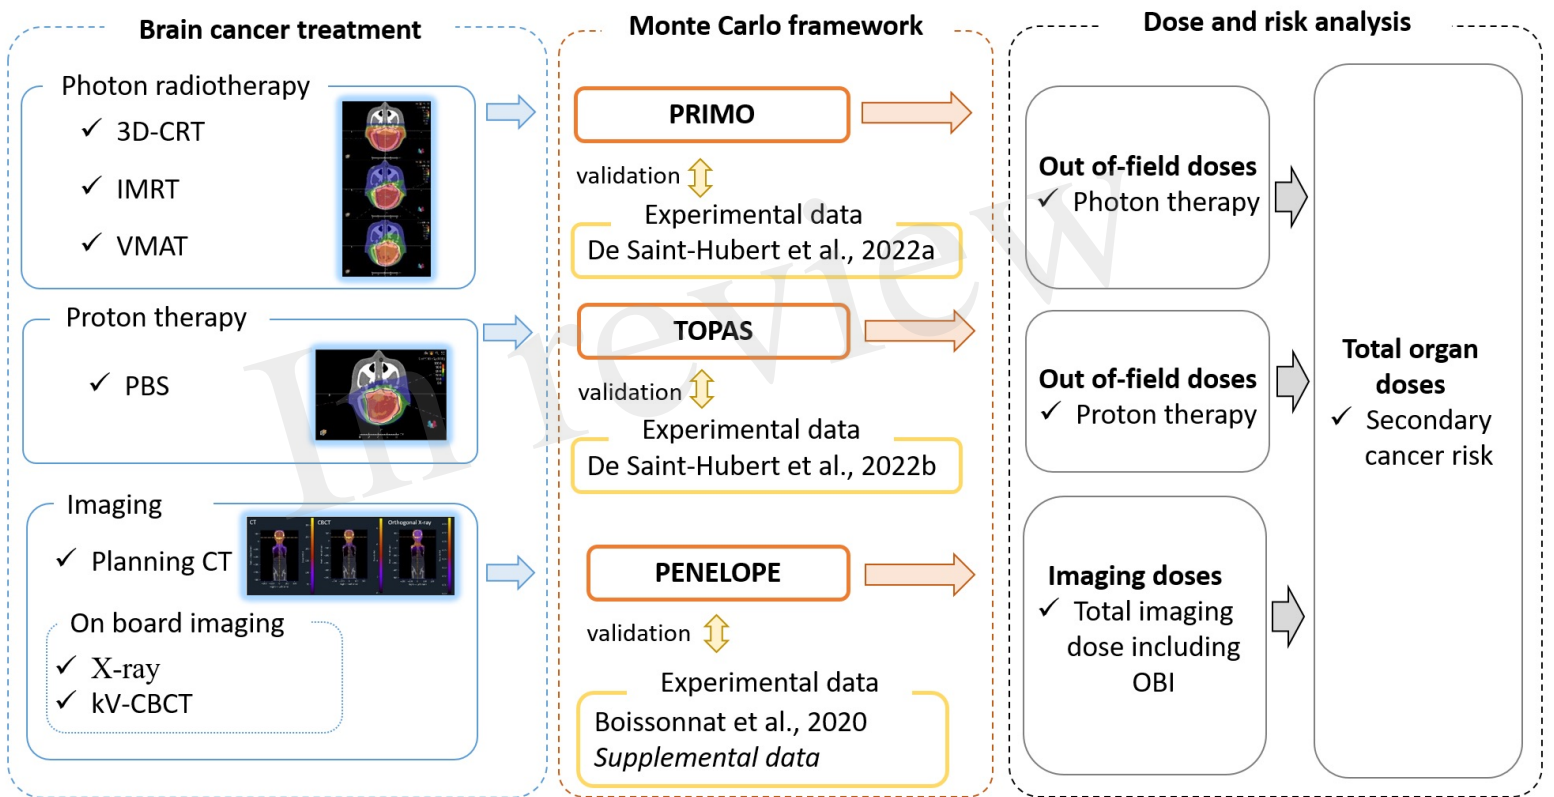 Brain cancer treatment
Photon radiotherapy
✓ 3D-CRT
✓ IMRT
✓ VMAT
Proton therapy
✓ PBS
Imaging
✓ Planning CT
CT
CBCT
Orthogonal X-ray
On board imaging
✓ X-ray
✓ kV-CBCT
Monte Carlo framework
PRIMO
validation
Experimental data
De Saint-Hubert et al., 2022a
TOPAS
validation
Experimental data
De Saint-Hubert et al., 2022b
PENELOPE
validation
Experimental data
Boissonnat et al., 2020
Supplemental data
Dose and risk analysis
Out of-field doses
✓ Photon therapy
Out of-field doses
✓ Proton therapy
Imaging doses
✓ Total imaging
dose including
OBI
Total organ
doses
✓ Secondary
cancer risk
In review